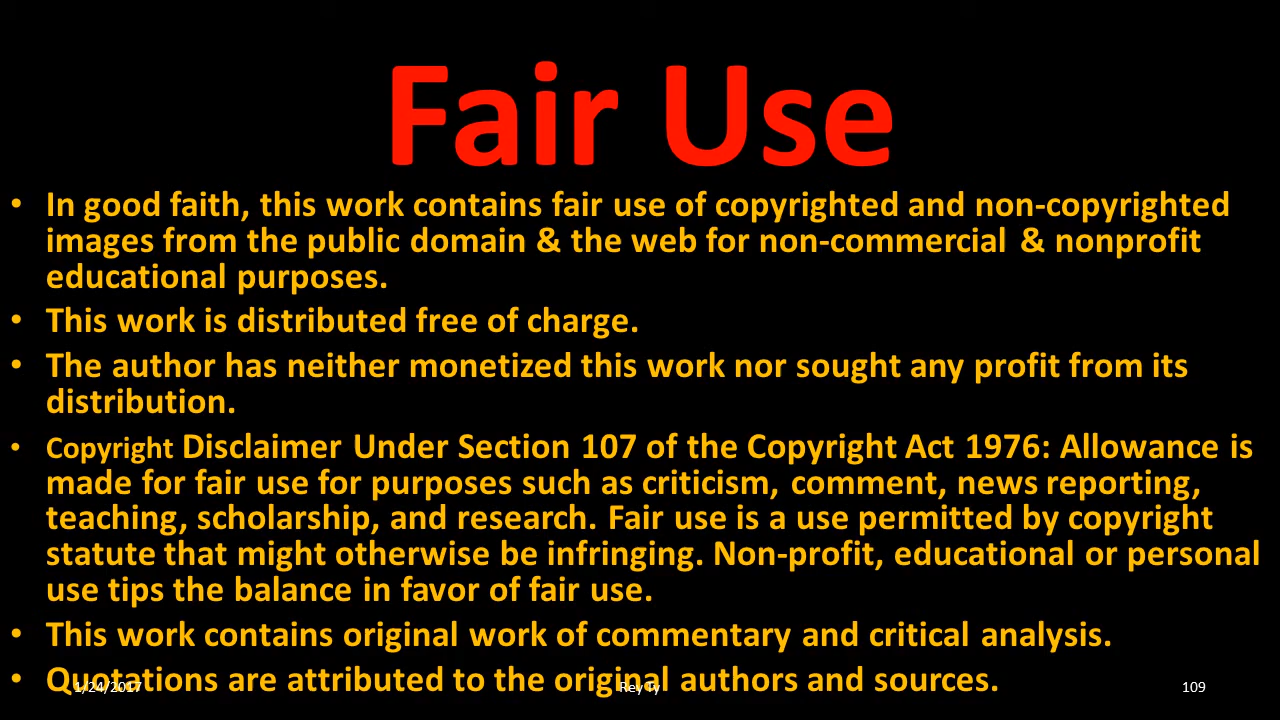 Fair Use
• In good faith, this work contains fair use of copyrighted and non-copyrighted
images from the public domain & the web for non-commercial & nonprofit
educational purposes.
• This work is distributed free of charge.
• The author has neither monetized this work nor sought any profit from its
distribution.
• Copyright Disclaimer Under Section 107 of the Copyright Act 1976: Allowance is
made for fair use for purposes such as criticism, comment, news reporting,
teaching, scholarship, and research. Fair use is a use permitted by copyright
statute that might otherwise be infringing. Non-profit, educational or personal
use tips the balance in favor of fair use.
• This work contains original work of commentary and critical analysis.
• Quotations are attributed to the original authors and sources.
1/24/2017 Rey Ty 109